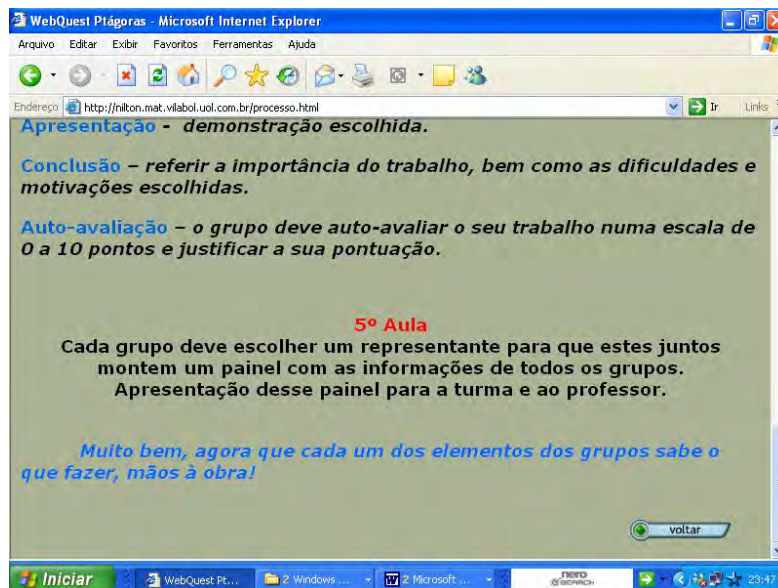 WebQuest Ptágoras - Microsoft Internet Explorer
Arquivo Editar Exibir Favoritos Ferramentas Ajuda
Endereço http://nilton.mat.vilabol.uol.com.br/processo.html Ir Links
Apresentação - demonstração escolhida.
Conclusão – referir a importância do trabalho, bem como as dificuldades e
motivações escolhidas.
Auto-avaliação – o grupo deve auto-avaliar o seu trabalho numa escala de
0 a 10 pontos e justificar a sua pontuação.
5º Aula
Cada grupo deve escolher um representante para que estes juntos
montem um painel com as informações de todos os grupos.
Apresentação desse painel para a turma e ao professor.
Muito bem, agora que cada um dos elementos dos grupos sabe o
que fazer, mãos à obra!
voltar
Iniciar WebQuest Pt... 2 Windows ... 2 Microsoft ... nero SEARCH 23:47